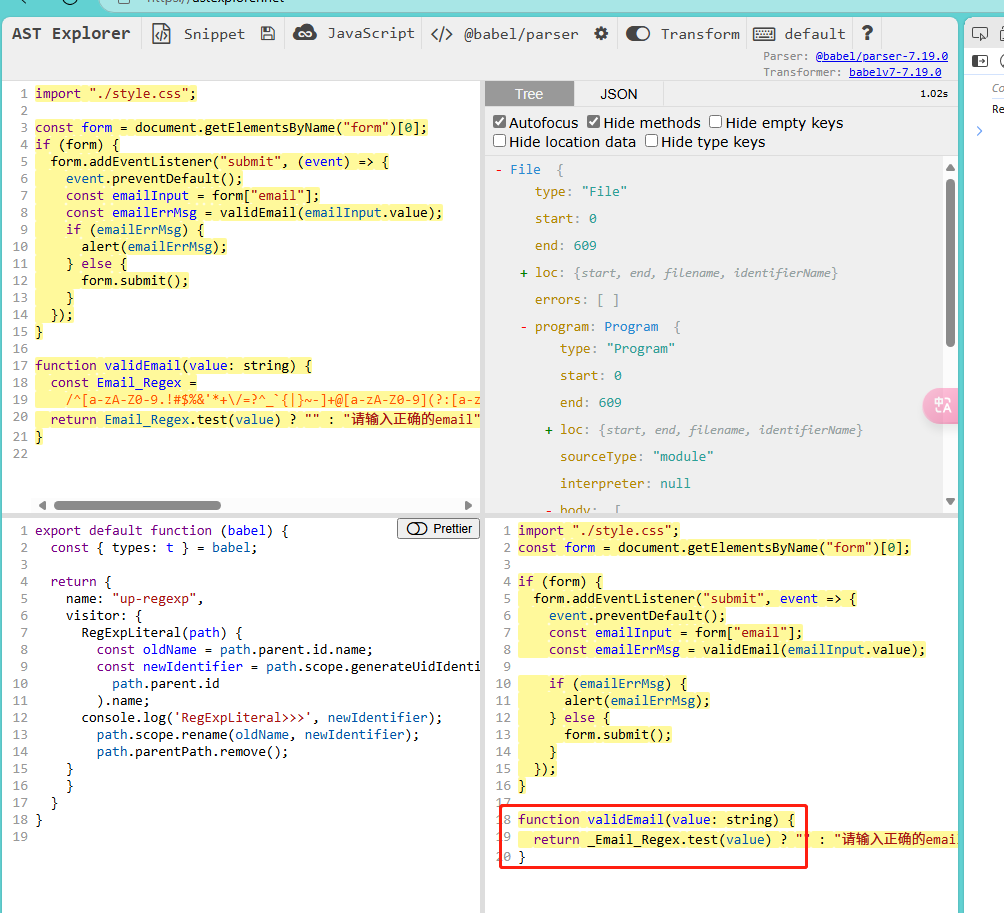 https://astexplorer.net
AST Explorer Snippet JavaScript </> @babel/parser Transform default ?
Parser: @babel/parser-7.19.0
Transformer: babelv7-7.19.0
1 import "./style.css";
2
3 const form = document.getElementsByName("form")[0];
4 if (form) {
5 form.addEventListener("submit", (event) => {
6 event.preventDefault();
7 const emailInput = form["email"];
8 const emailErrMsg = validEmail(emailInput.value);
9 if (emailErrMsg) {
10 alert(emailErrMsg);
11 } else {
12 form.submit();
13 }
14 });
15 }
16
17 function validEmail(value: string) {
18 const Email_Regex =
19 /^[a-zA-Z0-9.!#$%&'*+\/=?^_`{|}~-]+@[a-zA-Z0-9](?:[a-z
20 return Email_Regex.test(value) ? "" : "请输入正确的email"
21 }
22
Tree JSON 1.02s
Autofocus Hide methods Hide empty keys
Hide location data Hide type keys
- File {
type: "File"
start: 0
end: 609
+ loc: {start, end, filename, identifierName}
errors: [ ]
- program: Program {
type: "Program"
start: 0
end: 609
+ loc: {start, end, filename, identifierName}
sourceType: "module"
interpreter: null
- body: [
Co
Re
Prettier
1 export default function (babel) {
2 const { types: t } = babel;
3
4 return {
5 name: "up-regexp",
6 visitor: {
7 RegExpLiteral(path) {
8 const oldName = path.parent.id.name;
9 const newIdentifier = path.scope.generateUidIdenti
10 path.parent.id
11 ).name;
12 console.log('RegExpLiteral>>>', newIdentifier);
13 path.scope.rename(oldName, newIdentifier);
14 path.parentPath.remove();
15 }
16 }
17 }
18 }
19
1 import "./style.css";
2 const form = document.getElementsByName("form")[0];
3
4 if (form) {
5 form.addEventListener("submit", event => {
6 event.preventDefault();
7 const emailInput = form["email"];
8 const emailErrMsg = validEmail(emailInput.value);
9
10 if (emailErrMsg) {
11 alert(emailErrMsg);
12 } else {
13 form.submit();
14 }
15 });
16 }
17
18 function validEmail(value: string) {
19 return _Email_Regex.test(value) ? "" : "请输入正确的emai
20 }